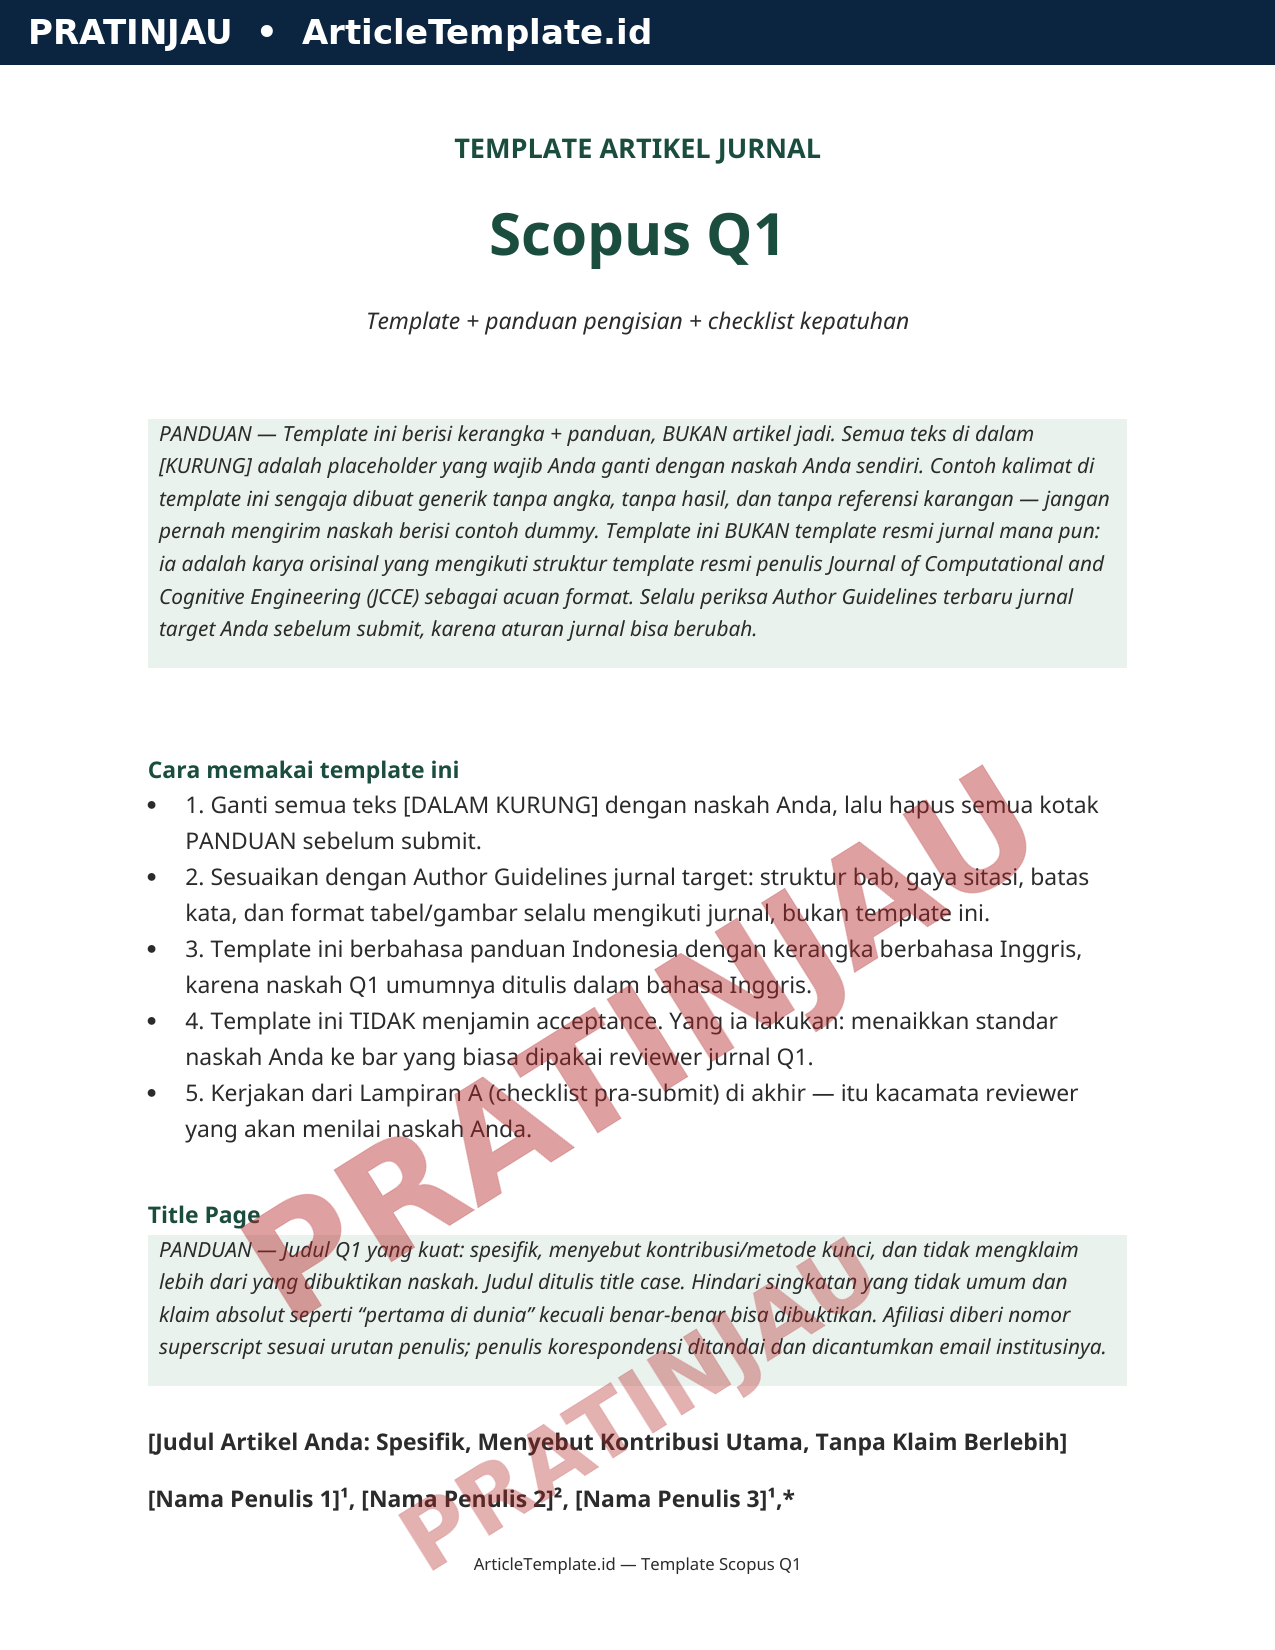 PRATINJAU • ArticleTemplate.id
TEMPLATE ARTIKEL JURNAL
Scopus Q1
Template + panduan pengisian + checklist kepatuhan
PANDUAN — Template ini berisi kerangka + panduan, BUKAN artikel jadi. Semua teks di dalam
[KURUNG] adalah placeholder yang wajib Anda ganti dengan naskah Anda sendiri. Contoh kalimat di
template ini sengaja dibuat generik tanpa angka, tanpa hasil, dan tanpa referensi karangan — jangan
pernah mengirim naskah berisi contoh dummy. Template ini BUKAN template resmi jurnal mana pun:
ia adalah karya orisinal yang mengikuti struktur template resmi penulis Journal of Computational and
Cognitive Engineering (JCCE) sebagai acuan format. Selalu periksa Author Guidelines terbaru jurnal
target Anda sebelum submit, karena aturan jurnal bisa berubah.
Cara memakai template ini
• 1. Ganti semua teks [DALAM KURUNG] dengan naskah Anda, lalu hapus semua kotak
PANDUAN sebelum submit.
• 2. Sesuaikan dengan Author Guidelines jurnal target: struktur bab, gaya sitasi, batas
kata, dan format tabel/gambar selalu mengikuti jurnal, bukan template ini.
• 3. Template ini berbahasa panduan Indonesia dengan kerangka berbahasa Inggris,
karena naskah Q1 umumnya ditulis dalam bahasa Inggris.
• 4. Template ini TIDAK menjamin acceptance. Yang ia lakukan: menaikkan standar
naskah Anda ke bar yang biasa dipakai reviewer jurnal Q1.
• 5. Kerjakan dari Lampiran A (checklist pra-submit) di akhir — itu kacamata reviewer
yang akan menilai naskah Anda.
PRATINJAU
Title Page
PANDUAN — Judul Q1 yang kuat: spesifik, menyebut kontribusi/metode kunci, dan tidak mengklaim
lebih dari yang dibuktikan naskah. Judul ditulis title case. Hindari singkatan yang tidak umum dan
klaim absolut seperti “pertama di dunia” kecuali benar-benar bisa dibuktikan. Afiliasi diberi nomor
superscript sesuai urutan penulis; penulis korespondensi ditandai dan dicantumkan email institusinya.
PRATINJAU
[Judul Artikel Anda: Spesifik, Menyebut Kontribusi Utama, Tanpa Klaim Berlebih]
[Nama Penulis 1]¹, [Nama Penulis 2]², [Nama Penulis 3]¹,*
ArticleTemplate.id — Template Scopus Q1